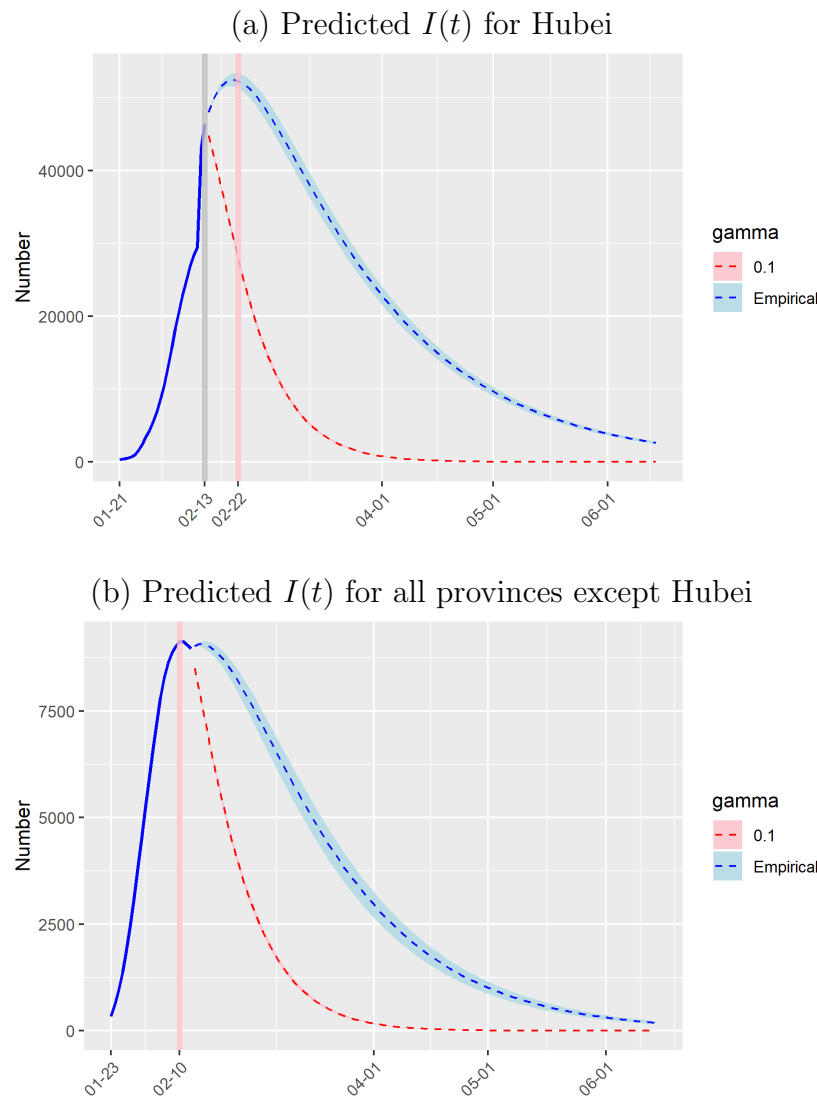 (a) Predicted I(t) for Hubei
Number
40000
20000
0
01-21
02-13
02-22
04-01
05-01
06-01
gamma
0.1
Empirical
(b) Predicted I(t) for all provinces except Hubei
Number
7500
5000
2500
0
01-23
02-10
04-01
05-01
06-01
gamma
0.1
Empirical